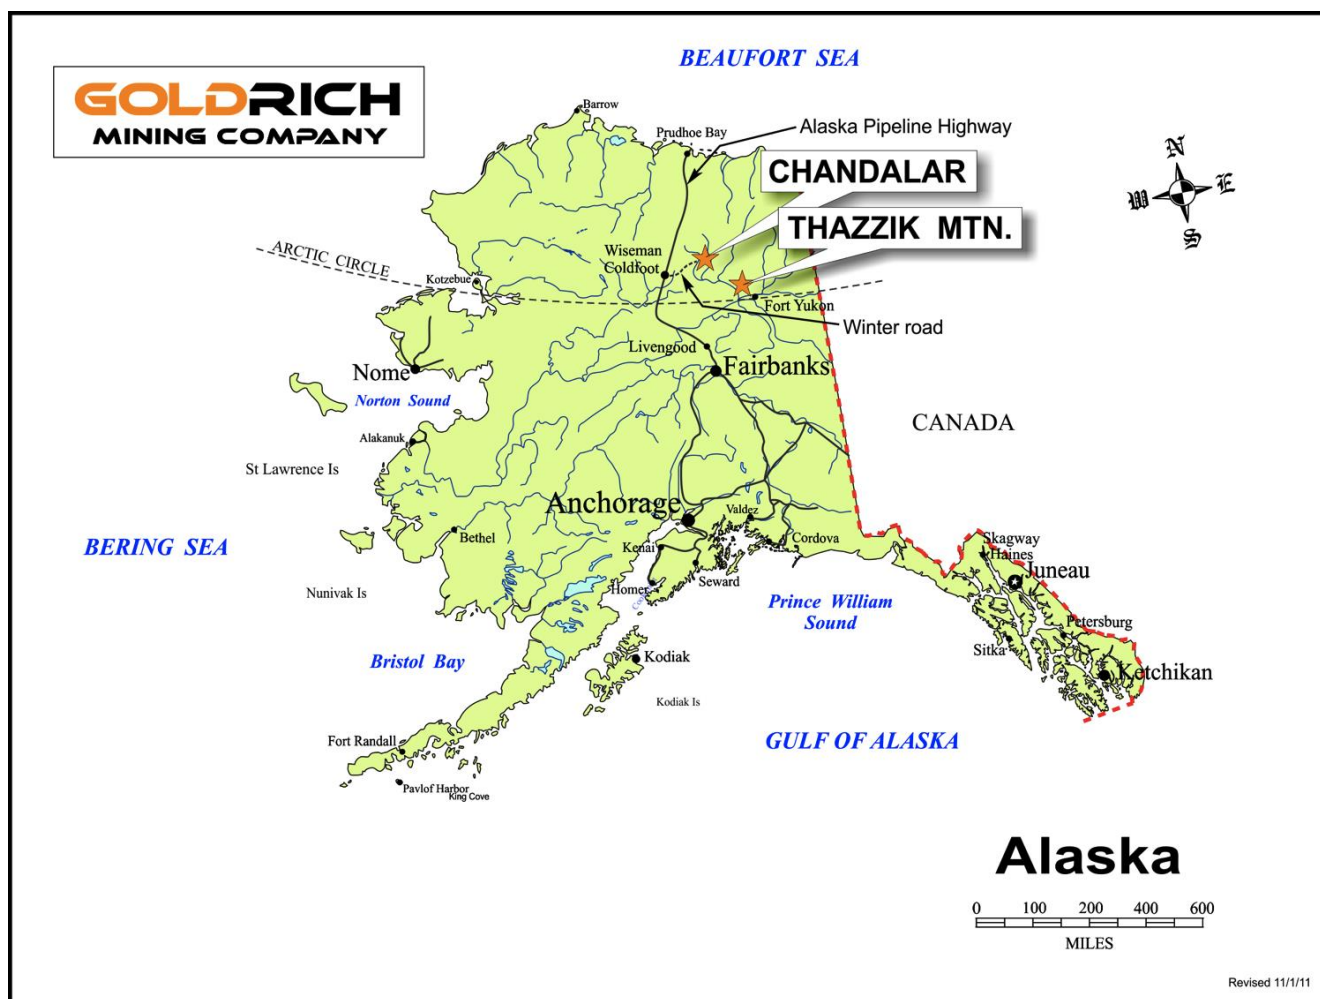 BEAUFORT SEA
GOLDRICH
MINING COMPANY
Barrow
Prudhoe Bay
Alaska Pipeline Highway
CHANDALAR
THAZZIK MTN.
N
W
E
S
ARCTIC CIRCLE
Wiseman
Coldfoot
Kotzebue
Fort Yukon
Winter road
Livengood
Fairbanks
Nome
Norton Sound
CANADA
Alakanuk
St Lawrence Is
Anchorage
Valdez
BERING SEA
Bethel
Kenai
Cordova
Skagway
Haines
Juneau
Seward
Homer
Nunivak Is
Prince William
Sound
Petersburg
Sitka
Bristol Bay
Kodiak
Ketchikan
Kodiak Is
Fort Randall
GULF OF ALASKA
Pavlof Harbor
King Cove
Alaska
0 100 200 400 600
MILES
Revised 11/1/11